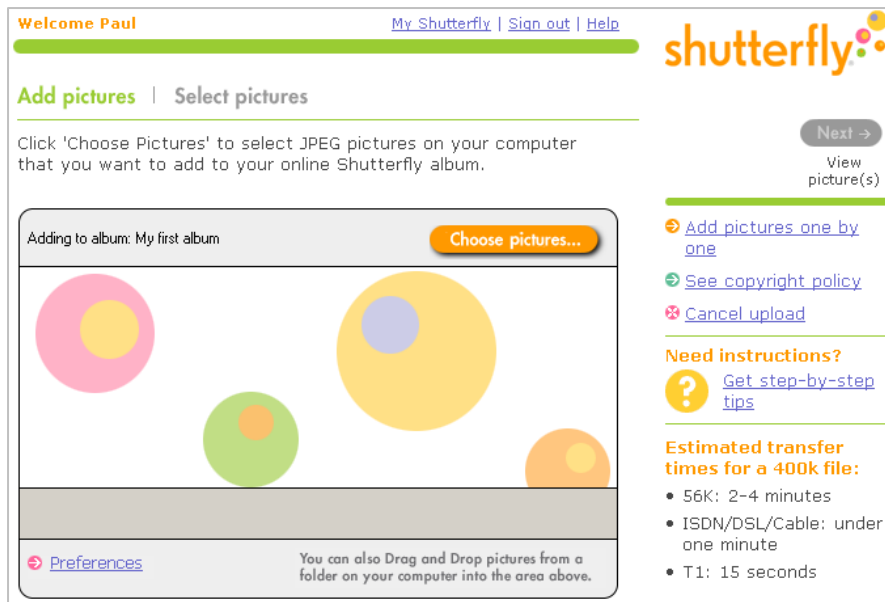 Welcome Paul
My Shutterfly | Sign out | Help
shutterfly
Add pictures | Select pictures
Click 'Choose Pictures' to select JPEG pictures on your computer
that you want to add to your online Shutterfly album.
Next →
View
picture(s)
Adding to album: My first album
Choose pictures...
Preferences
You can also Drag and Drop pictures from a
folder on your computer into the area above.
Add pictures one by
one
See copyright policy
Cancel upload
Need instructions?
?
Get step-by-step
tips
Estimated transfer
times for a 400k file:
• 56K: 2-4 minutes
• ISDN/DSL/Cable: under
one minute
• T1: 15 seconds